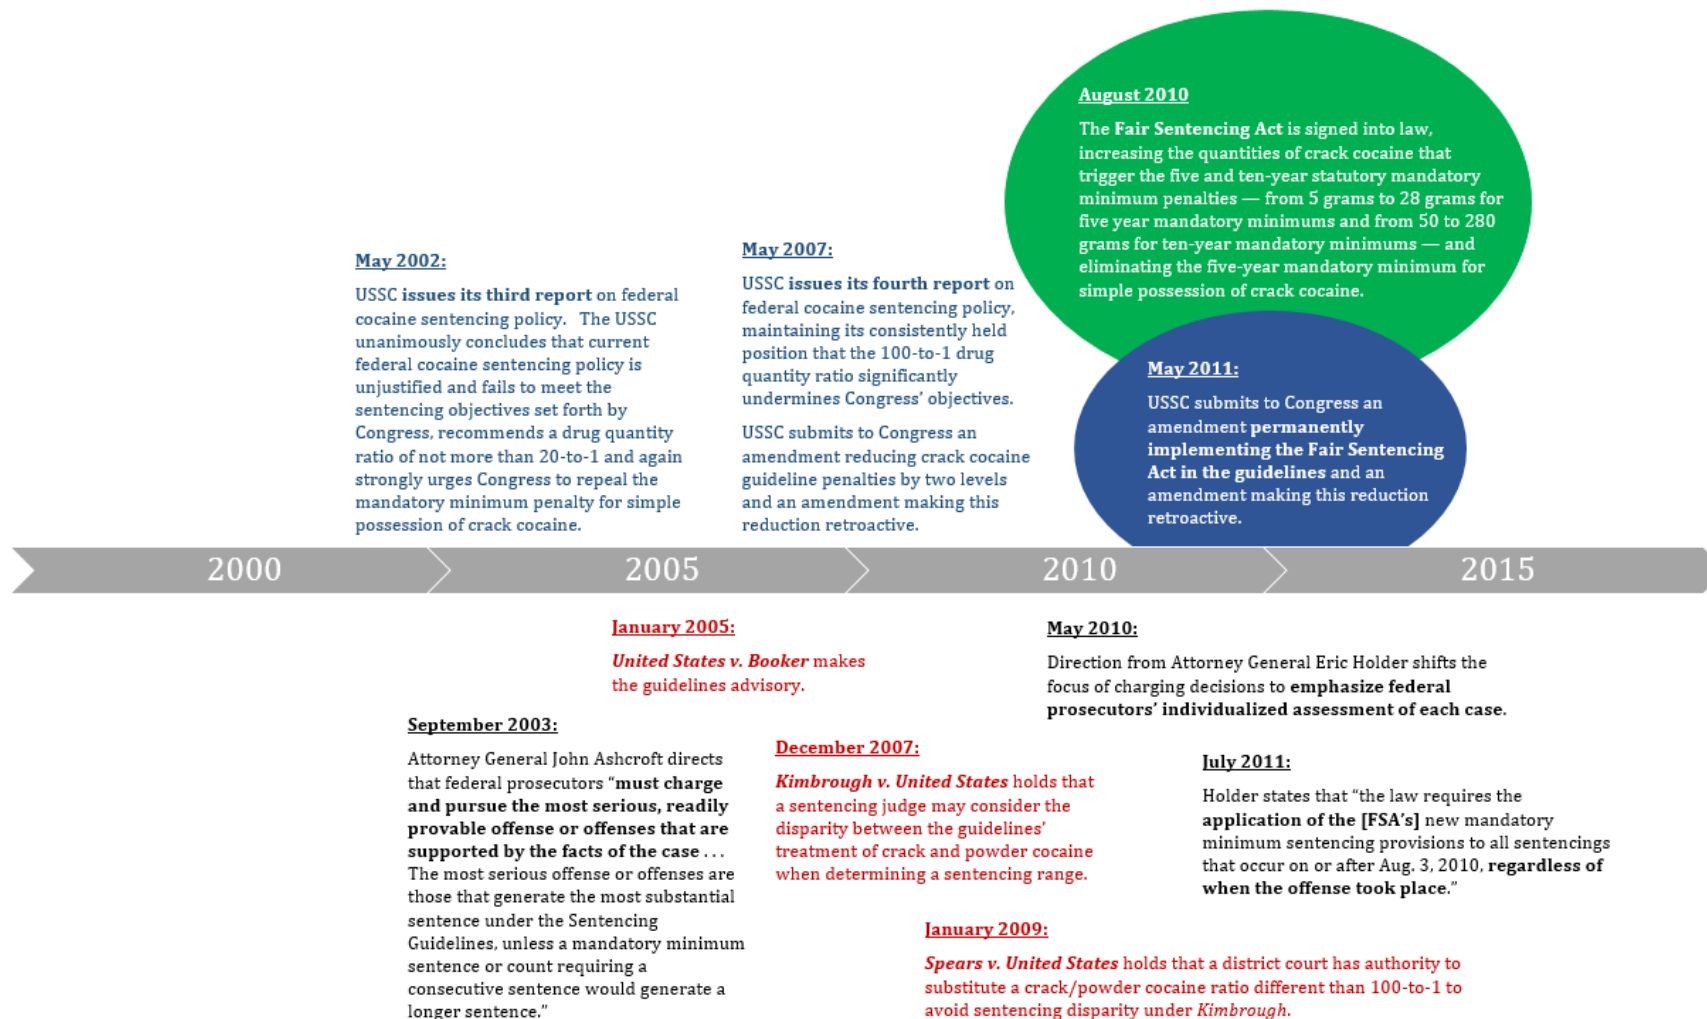 August 2010
The Fair Sentencing Act is signed into law,
increasing the quantities of crack cocaine that
trigger the five and ten-year statutory mandatory
minimum penalties — from 5 grams to 28 grams for
five year mandatory minimums and from 50 to 280
grams for ten-year mandatory minimums — and
eliminating the five-year mandatory minimum for
simple possession of crack cocaine.
May 2002:
USSC issues its third report on federal
cocaine sentencing policy. The USSC
unanimously concludes that current
federal cocaine sentencing policy is
unjustified and fails to meet the
sentencing objectives set forth by
Congress, recommends a drug quantity
ratio of not more than 20-to-1 and again
strongly urges Congress to repeal the
mandatory minimum penalty for simple
possession of crack cocaine.
May 2007:
USSC issues its fourth report on
federal cocaine sentencing policy,
maintaining its consistently held
position that the 100-to-1 drug
quantity ratio significantly
undermines Congress’ objectives.
USSC submits to Congress an
amendment reducing crack cocaine
guideline penalties by two levels
and an amendment making this
reduction retroactive.
May 2011:
USSC submits to Congress an
amendment permanently
implementing the Fair Sentencing
Act in the guidelines and an
amendment making this reduction
retroactive.
2000 2005 2010 2015
January 2005:
United States v. Booker makes
the guidelines advisory.
May 2010:
Direction from Attorney General Eric Holder shifts the
focus of charging decisions to emphasize federal
prosecutors’ individualized assessment of each case.
September 2003:
Attorney General John Ashcroft directs
that federal prosecutors “must charge
and pursue the most serious, readily
provable offense or offenses that are
supported by the facts of the case . . .
The most serious offense or offenses are
those that generate the most substantial
sentence under the Sentencing
Guidelines, unless a mandatory minimum
sentence or count requiring a
consecutive sentence would generate a
longer sentence.”
December 2007:
Kimbrough v. United States holds that
a sentencing judge may consider the
disparity between the guidelines’
treatment of crack and powder cocaine
when determining a sentencing range.
July 2011:
Holder states that “the law requires the
application of the [FSA’s] new mandatory
minimum sentencing provisions to all sentencings
that occur on or after Aug. 3, 2010, regardless of
when the offense took place.”
January 2009:
Spears v. United States holds that a district court has authority to
substitute a crack/powder cocaine ratio different than 100-to-1 to
avoid sentencing disparity under Kimbrough.